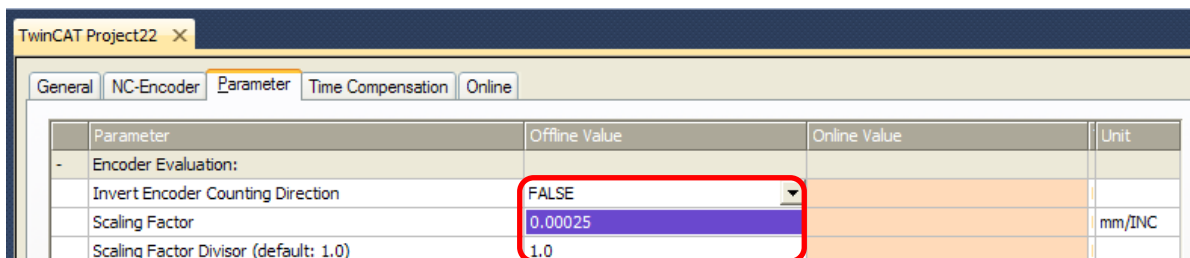 TwinCAT Project22
General NC-Encoder Parameter Time Compensation Online
Parameter Offline Value Online Value Unit
- Encoder Evaluation:
Invert Encoder Counting Direction FALSE
Scaling Factor 0.00025 mm/INC
Scaling Factor Divisor (default: 1.0) 1.0